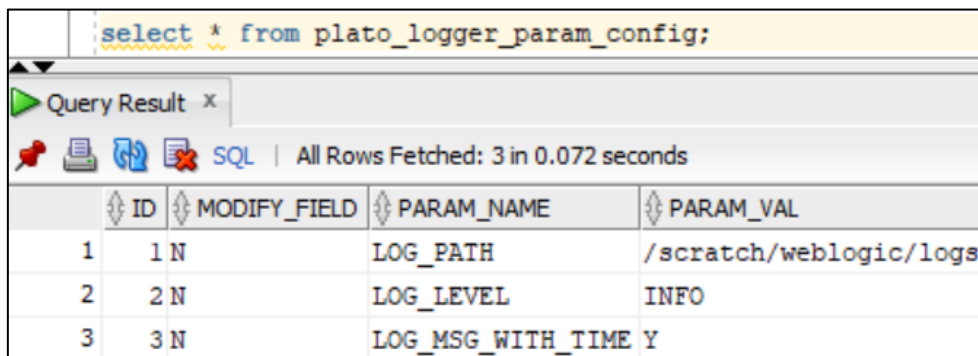 select * from plato_logger_param_config;
Query Result x
SQL | All Rows Fetched: 3 in 0.072 seconds
ID MODIFY_FIELD PARAM_NAME PARAM_VAL
1 1 N LOG_PATH /scratch/weblogic/logs
2 2 N LOG_LEVEL INFO
3 3 N LOG_MSG_WITH_TIME Y